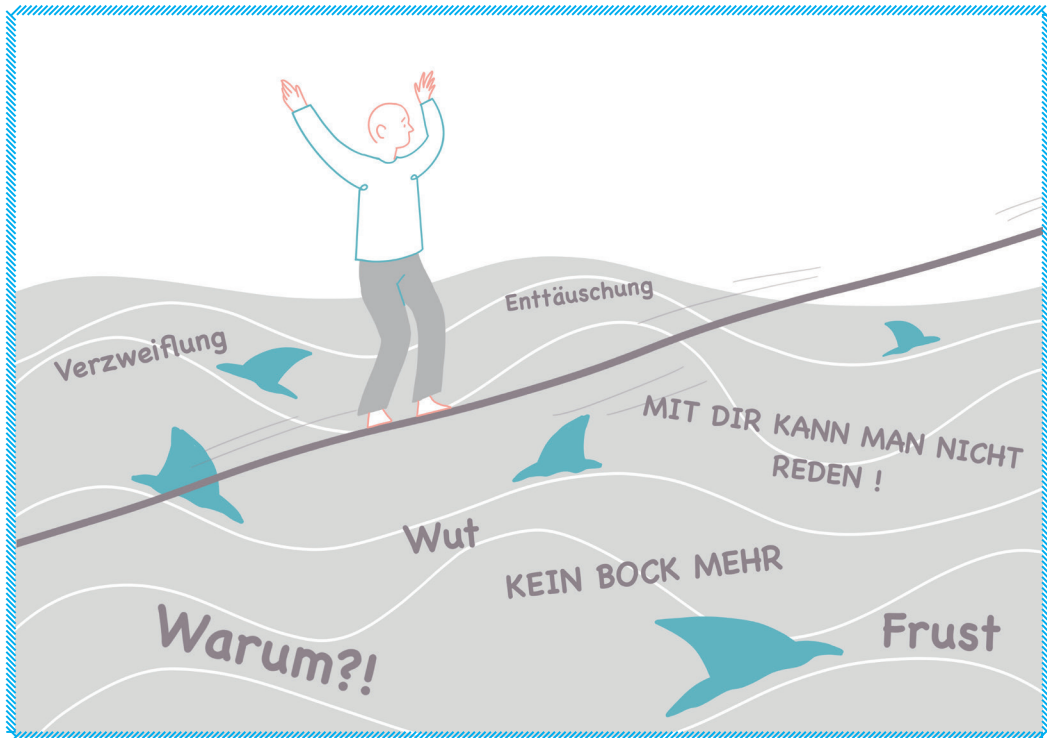 Enttäuschung
Verzweiflung
MIT DIR KANN MAN NICHT
REDEN !
Wut
KEIN BOCK MEHR
Warum?!
Frust